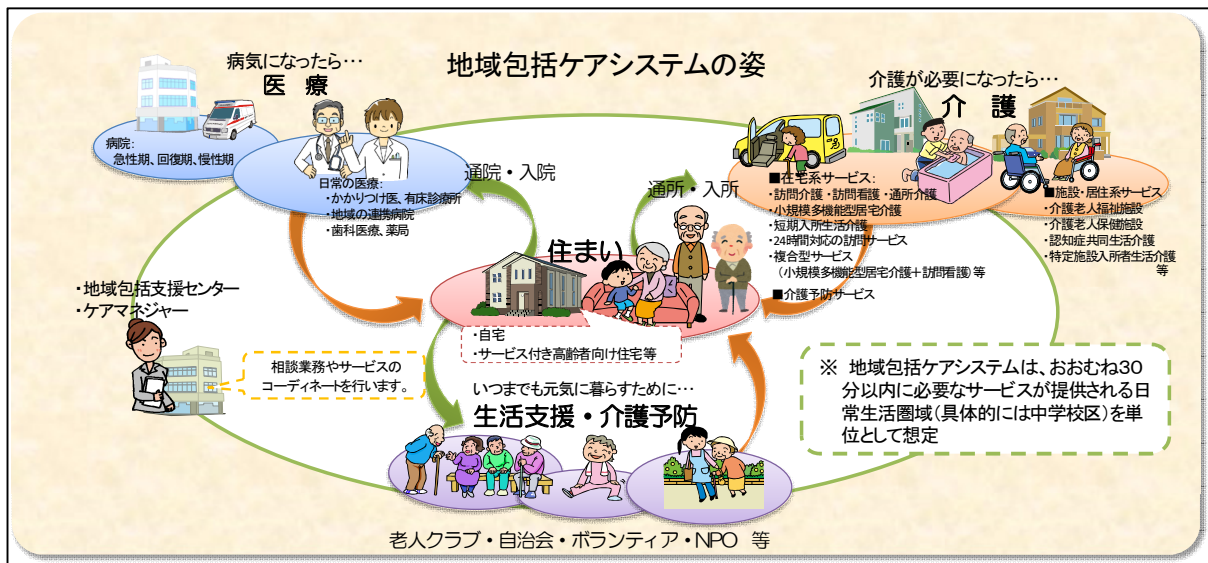 地域包括ケアシステムの姿
病気になったら…
医 療
病院:
急性期、回復期、慢性期
日常の医療:
・かかりつけ医、有床診療所
・地域の連携病院
・歯科医療、薬局
通院・入院
通所・入所
介護が必要になったら…
介 護
■在宅系サービス:
・訪問介護 ・訪問看護 ・通所介護
・小規模多機能型居宅介護
・短期入所生活介護
・24時間対応の訪問サービス
・複合型サービス
(小規模多機能型居宅介護+訪問看護) 等
■介護予防サービス
■施設・居住系サービス
・介護老人福祉施設
・介護老人保健施設
・認知症共同生活介護
・特定施設入所者生活介護
等
住まい
・自宅
・サービス付き高齢者向け住宅 等
・地域包括支援センター
・ケアマネジャー
相談業務やサービスの
コーディネートを行います。
いつまでも元気に暮らすために…
生活支援・介護予防
老人クラブ・自治会・ボランティア・NPO 等
※ 地域包括ケアシステムは、おおむね30
分以内に必要なサービスが提供される日
常生活圏域(具体的には中学校区)を単
位として想定